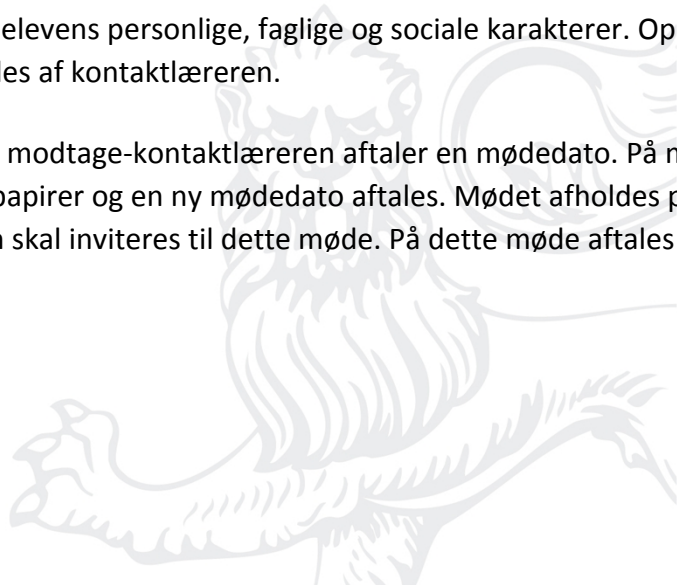 elevens personlige, faglige og sociale karakterer. Op
des af kontaktlæreren.
modtage-kontaktlæreren aftaler en mødedato. På
papirer og en ny mødedato aftales. Mødet afholdes
skal inviteres til dette møde. På dette møde aftales